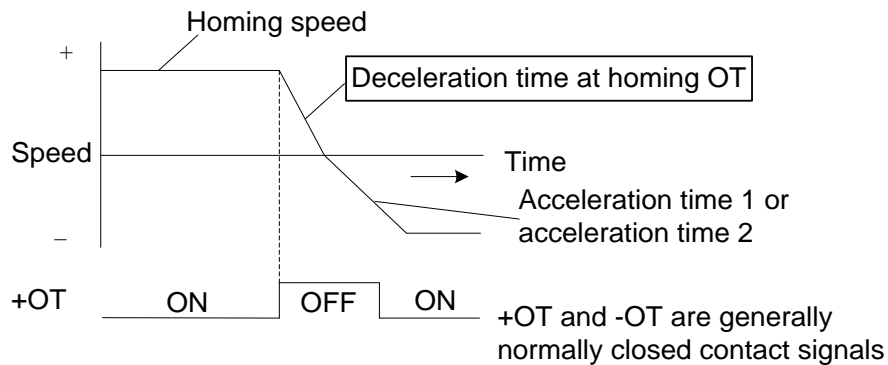 Homing speed
+
Deceleration time at homing OT
Speed
Time
Acceleration time 1 or
acceleration time 2
−
+OT
ON
OFF
ON
+OT and -OT are generally
normally closed contact signals